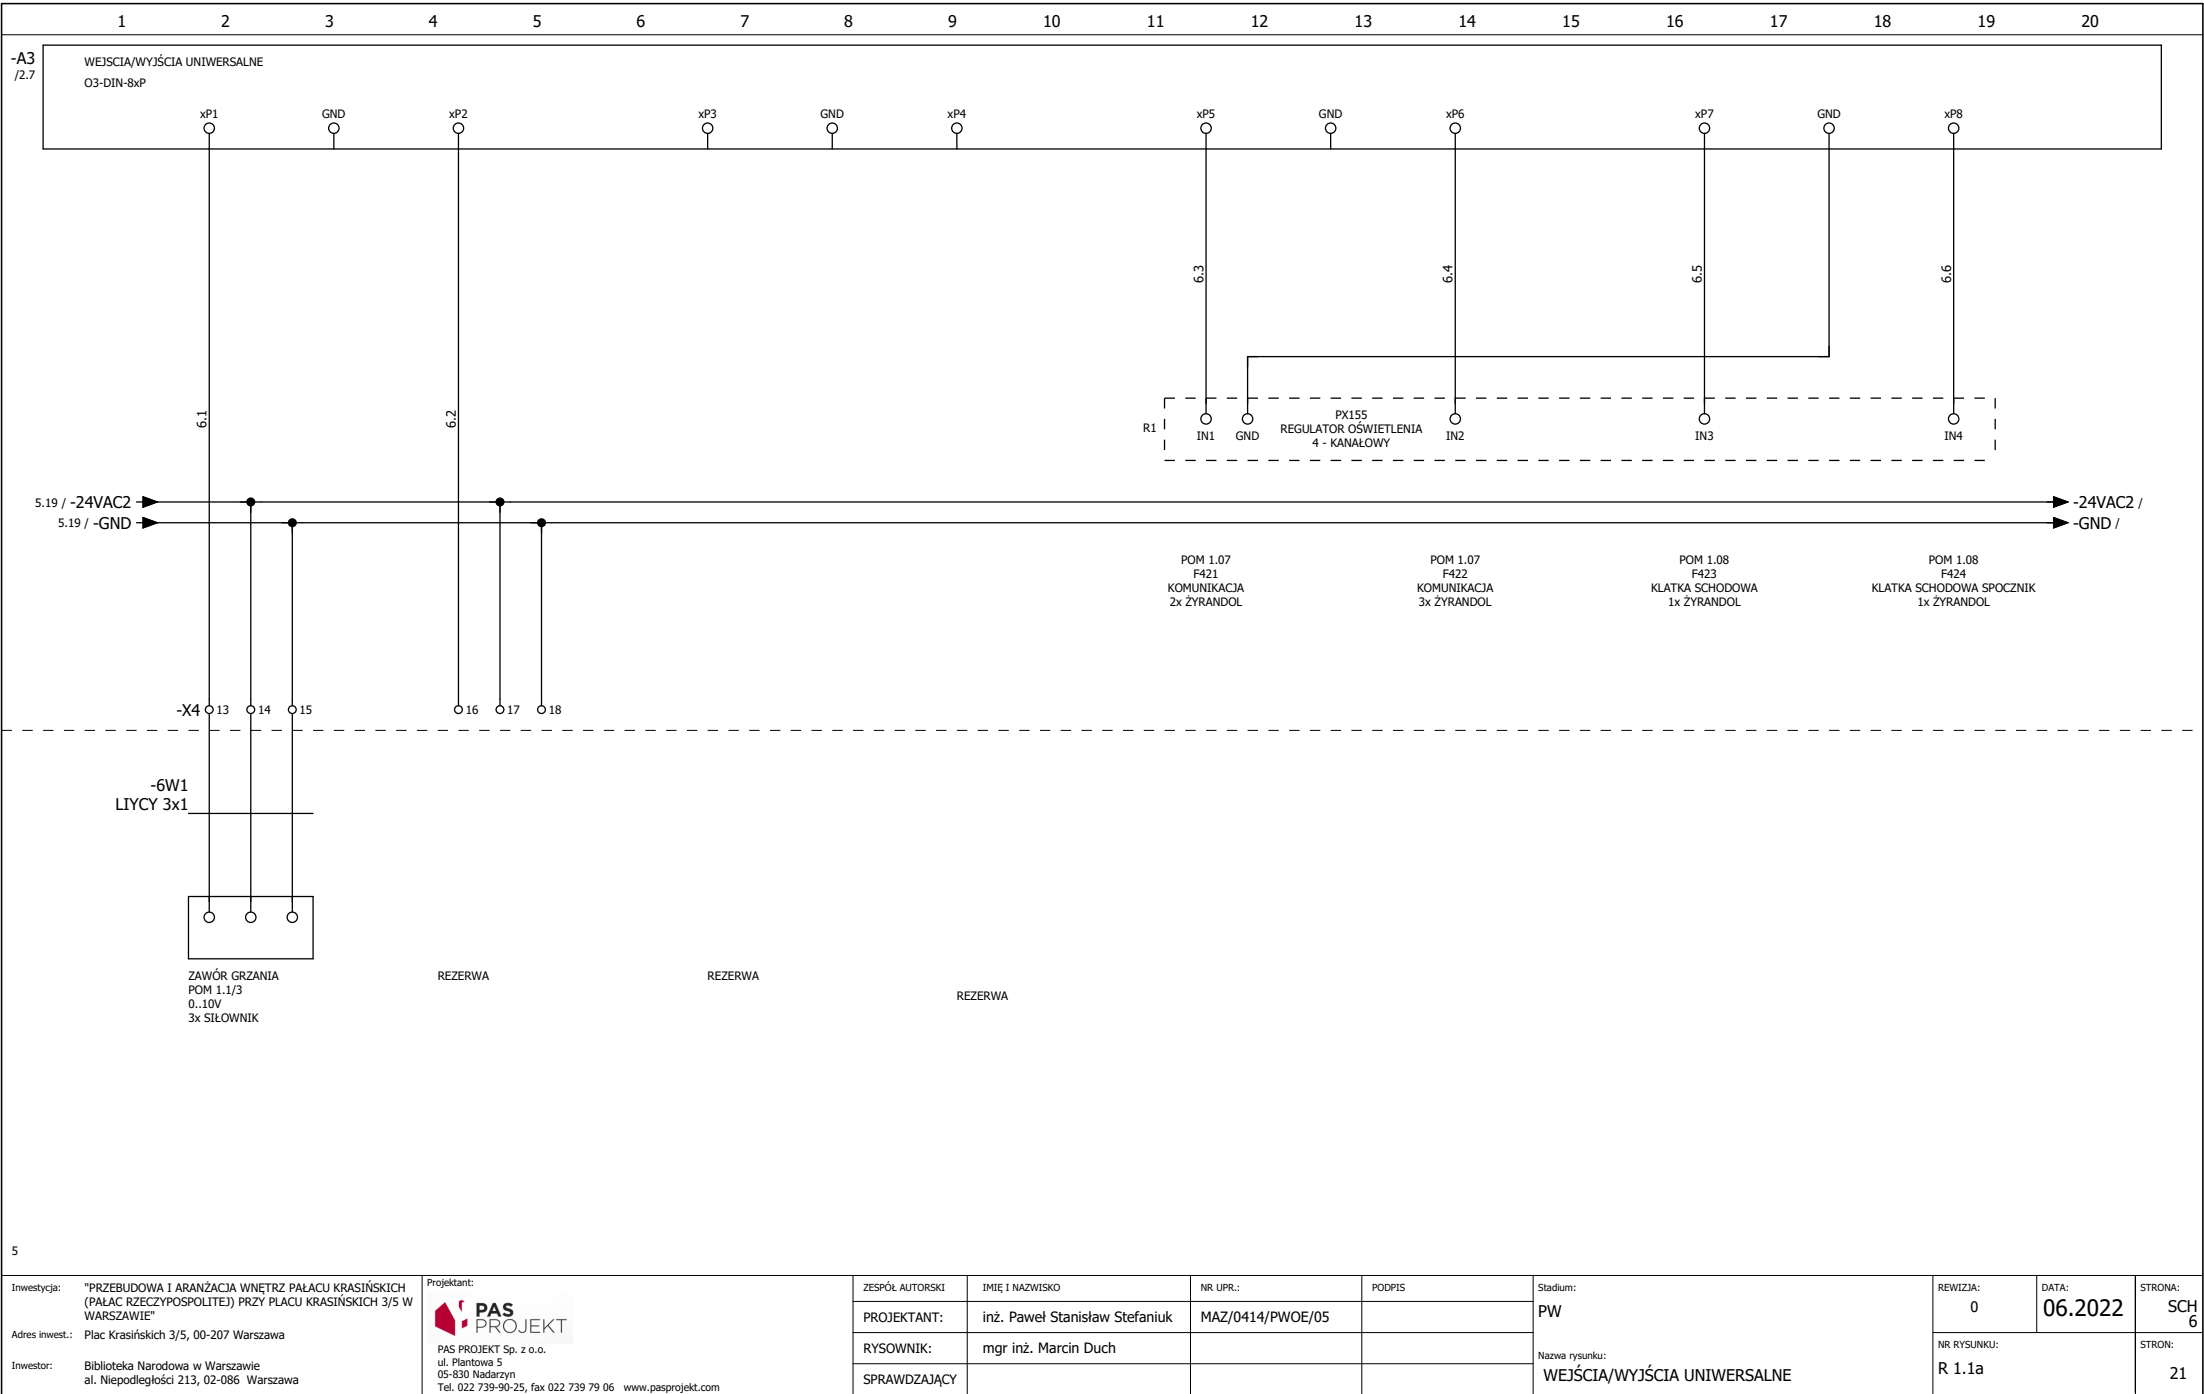 1 2 3 4 5 6 7 8 9 10 11 12 13 14 15 16 17 18 19 20
-A3
/2.7
WEJSCIA/WYJŚCIA UNIWERSALNE
O3-DIN-8xP
xP1 GND xP2 xP3 GND xP4 xP5 GND xP6 xP7 GND xP8
6.3 6.4 6.5 6.6
6.1 6.2
R1
IN1 GND
PX155
REGULATOR OŚWIETLENIA
4 - KANAŁOWY
IN2 IN3 IN4
5.19 / -24VAC2
5.19 / -GND
-24VAC2 /
-GND /
POM 1.07
F421
KOMUNIKACJA
2x ŻYRANDOL
POM 1.07
F422
KOMUNIKACJA
3x ŻYRANDOL
POM 1.08
F423
KLATKA SCHODOWA
1x ŻYRANDOL
POM 1.08
F424
KLATKA SCHODOWA SPOCZNIK
1x ŻYRANDOL
-X4 13 14 15 16 17 18
-6W1
LIYCY 3x1
ZAWÓR GRZANIA
POM 1.1/3
0..10V
3x SIŁOWNIK
REZERWA
REZERWA
REZERWA
5
Inwestycja: "PRZEBUDOWA I ARANŻACJA WNĘTRZ PAŁACU KRASIŃSKICH
(PAŁAC RZECZYPOSPOLITEJ) PRZY PLACU KRASIŃSKICH 3/5 W
WARSZAWIE"
Adres inwest.: Plac Krasińskich 3/5, 00-207 Warszawa
Inwestor: Biblioteka Narodowa w Warszawie
al. Niepodległości 213, 02-086 Warszawa
Projektant:
PAS
PROJEKT
PAS PROJEKT Sp. z o.o.
ul. Plantowa 5
05-830 Nadarzyn
Tel. 022 739-90-25, fax 022 739 79 06 www.pasprojekt.com
ZESPÓŁ AUTORSKI IMIĘ I NAZWISKO NR UPR.: PODPIS
PROJEKTANT: inż. Paweł Stanisław Stefaniuk MAZ/0414/PWOE/05
RYSOWNIK: mgr inż. Marcin Duch
SPRAWDZAJĄCY
Stadium:
PW
Nazwa rysunku:
WEJŚCIA/WYJŚCIA UNIWERSALNE
REWIZJA:
0
DATA:
06.2022
STRONA:
SCH
6
NR RYSUNKU:
R 1.1a
STRON:
21